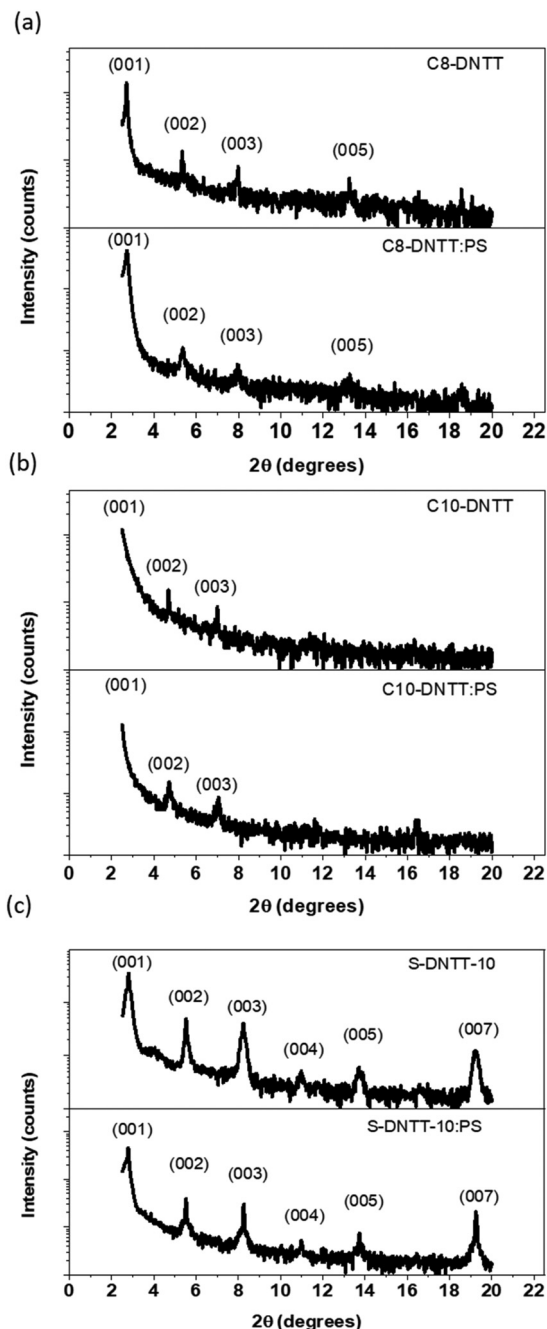 (a)
C8-DNTT
(001)
(002)
(003)
(005)
C8-DNTT:PS
(001)
(002)
(003)
(005)
Intensity (counts)
0 2 4 6 8 10 12 14 16 18 20 22
2θ (degrees)
(b)
C10-DNTT
(001)
(002)
(003)
C10-DNTT:PS
(001)
(002)
(003)
Intensity (counts)
0 2 4 6 8 10 12 14 16 18 20 22
2θ (degrees)
(c)
S-DNTT-10
(001)
(002)
(003)
(004)
(005)
(007)
S-DNTT-10:PS
(001)
(002)
(003)
(004)
(005)
(007)
Intensity (counts)
0 2 4 6 8 10 12 14 16 18 20 22
2θ (degrees)